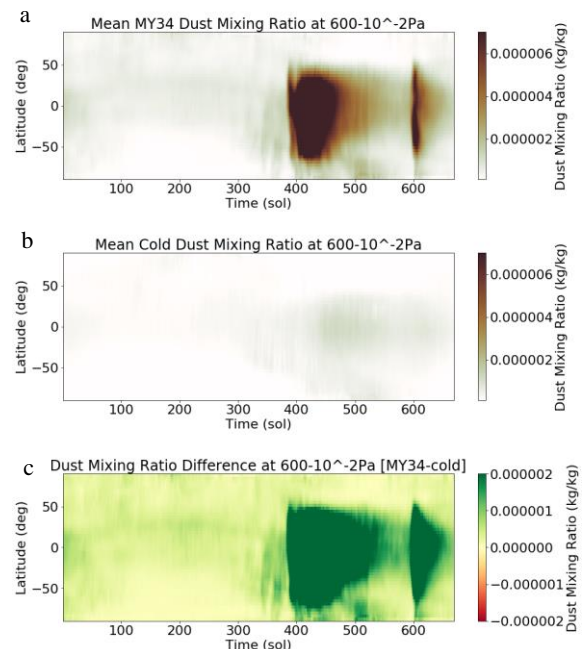 a
Mean MY34 Dust Mixing Ratio at 600-10^-2Pa
50
0
−50
Latitude (deg)
100 200 300 400 500 600
Time (sol)
0.000006
0.000004
0.000002
Dust Mixing Ratio (kg/kg)
b
Mean Cold Dust Mixing Ratio at 600-10^-2Pa
50
0
−50
Latitude (deg)
100 200 300 400 500 600
Time (sol)
0.000006
0.000004
0.000002
Dust Mixing Ratio (kg/kg)
c
Dust Mixing Ratio Difference at 600-10^-2Pa [MY34-cold]
50
0
−50
Latitude (deg)
100 200 300 400 500 600
Time (sol)
0.000002
0.000001
0.000000
−0.000001
−0.000002
Dust Mixing Ratio (kg/kg)